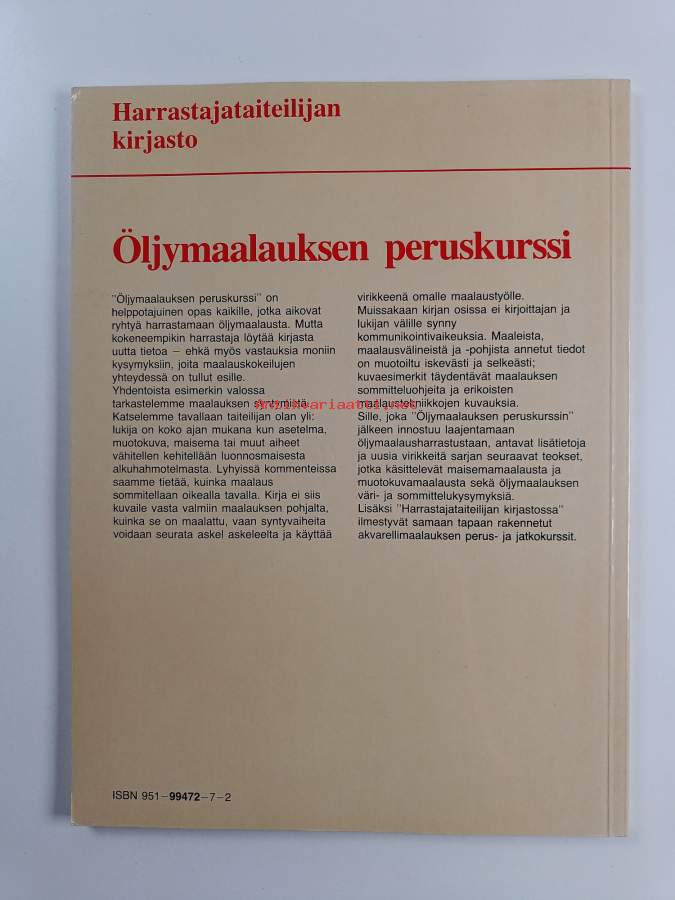 Harrastajataiteilijan
kirjasto
Öljymaalauksen peruskurssi
"Öljymaalauksen peruskurssi" on
helppotajuinen opas kaikille, jotka aikovat
ryhtyä harrastamaan öljymaalausta. Mutta
kokeneempikin harrastaja löytää kirjasta
uutta tietoa – ehkä myös vastauksia moniin
kysymyksiin, joita maalauskokeilujen
yhteydessä on tullut esille.
Yhdentoista esimerkin valossa
tarkastelemme maalauksen syntymistä.
Katselemme tavallaan taiteilijan olan yli:
lukija on koko ajan mukana kun asetelma,
muotokuva, maisema tai muut aiheet
vähitellen kehitellään luonnosmaisesta
alkuhahmotelmasta. Lyhyissä kommenteissa
saamme tietää, kuinka maalaus
sommitellaan oikealla tavalla. Kirja ei siis
kuvaile vasta valmiin maalauksen pohjalta,
kuinka se on maalattu, vaan syntyvaiheita
voidaan seurata askel askeleelta ja käyttää
virikkeenä omalle maalaustyölle.
Muissakaan kirjan osissa ei kirjoittajan ja
lukijan välille synny
kommunikointivaikeuksia. Maaleista,
maalausvälineistä ja -pohjista annetut tiedot
on muotoiltu iskevästi ja selkeästi;
kuvaesimerkit täydentävät maalauksen
sommitteluohjeita ja erikoisten
maalaustekniikkojen kuvauksia.
Sille, joka "Öljymaalauksen peruskurssin"
jälkeen innostuu laajentamaan
öljymaalausharrastustaan, antavat lisätietoja
ja uusia virikkeitä sarjan seuraavat teokset,
jotka käsittelevät maisemamaalausta ja
muotokuvamaalausta sekä öljymaalauksen
väri- ja sommittelukysymyksiä.
Lisäksi "Harrastajataiteilijan kirjastossa"
ilmestyvät samaan tapaan rakennetut
akvarellimaalauksen perus- ja jatkokurssit.
Antikvariaatti.net
ISBN 951–99472–7–2